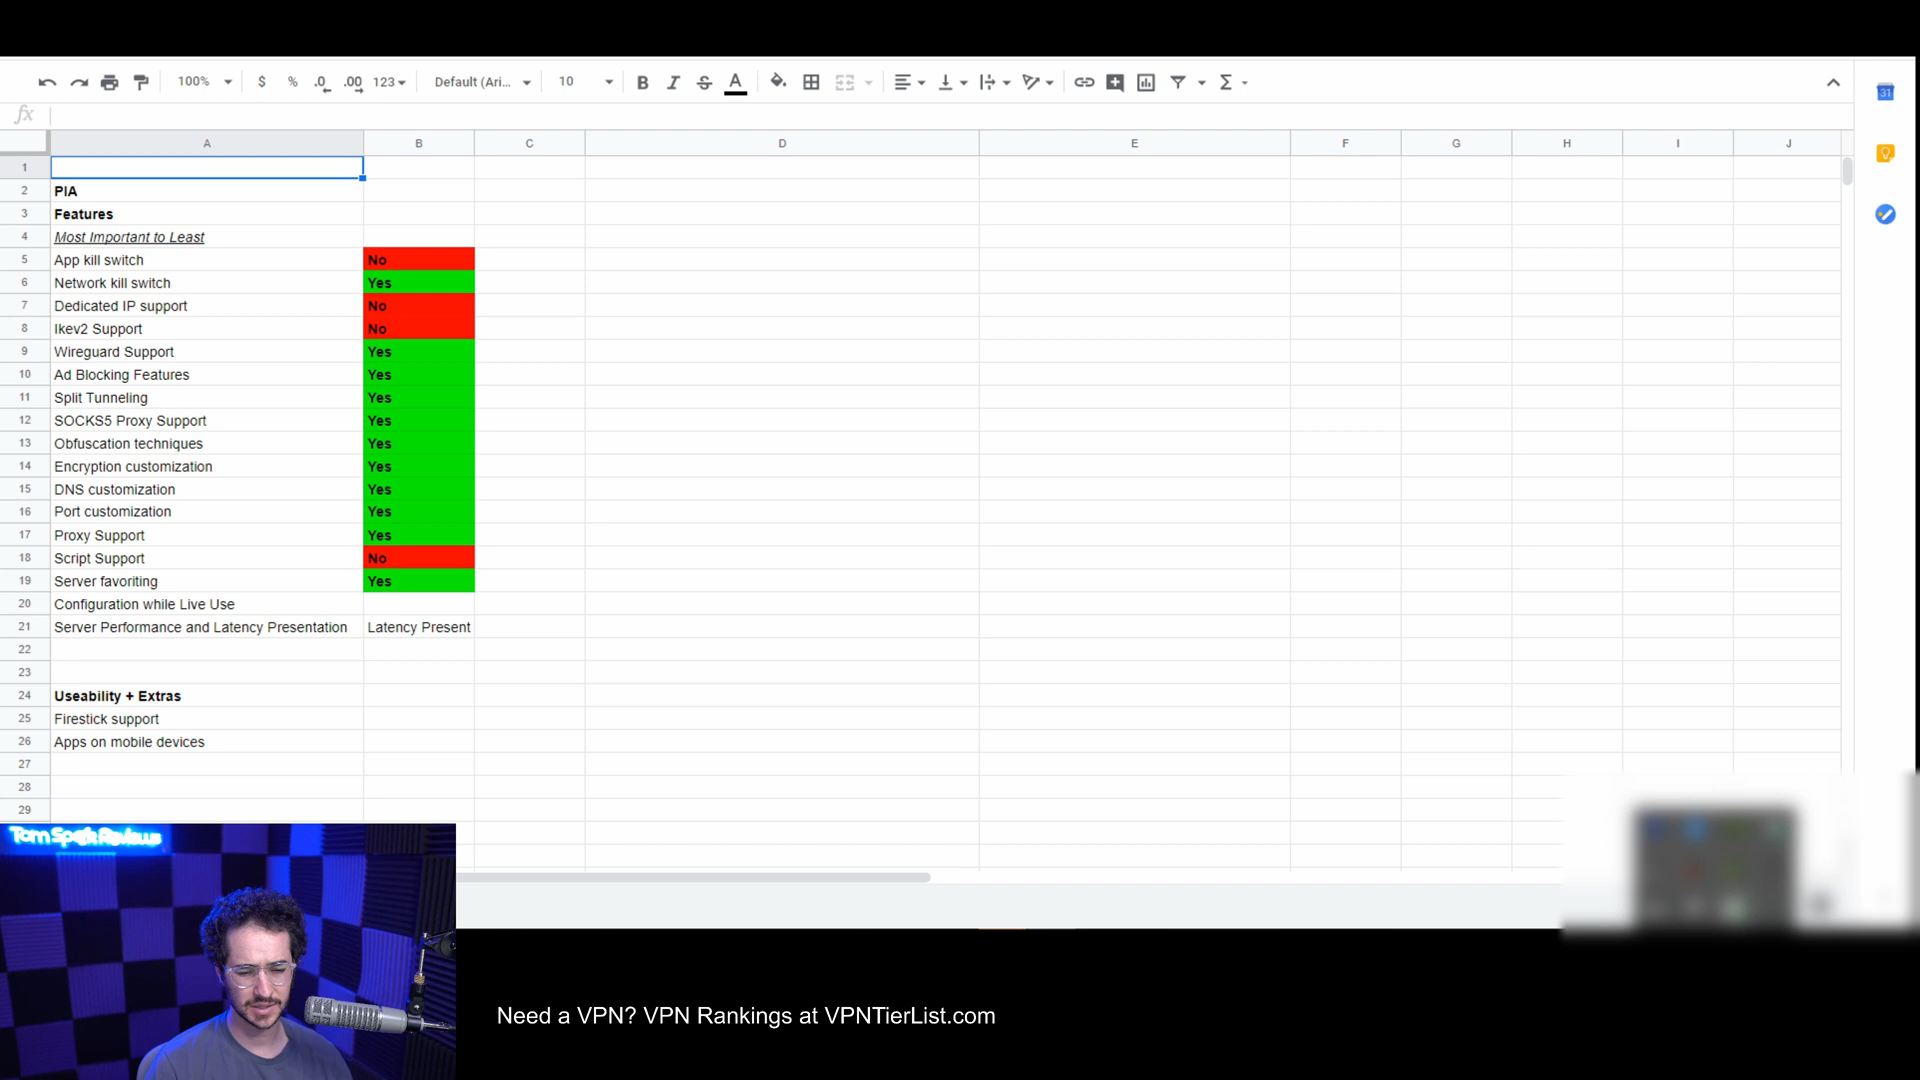 100% $ % .0 .00 123 Default (Ari... 10 B I S A Σ
fx
A B C D E F G H I J
1
2 PIA
3 Features
4 Most Important to Least
5 App kill switch No
6 Network kill switch Yes
7 Dedicated IP support No
8 Ikev2 Support No
9 Wireguard Support Yes
10 Ad Blocking Features Yes
11 Split Tunneling Yes
12 SOCKS5 Proxy Support Yes
13 Obfuscation techniques Yes
14 Encryption customization Yes
15 DNS customization Yes
16 Port customization Yes
17 Proxy Support Yes
18 Script Support No
19 Server favoriting Yes
20 Configuration while Live Use
21 Server Performance and Latency Presentation Latency Present
22
23
24 Useability + Extras
25 Firestick support
26 Apps on mobile devices
27
28
29
31
Tom Spark Reviews
Need a VPN? VPN Rankings at VPNTierList.com